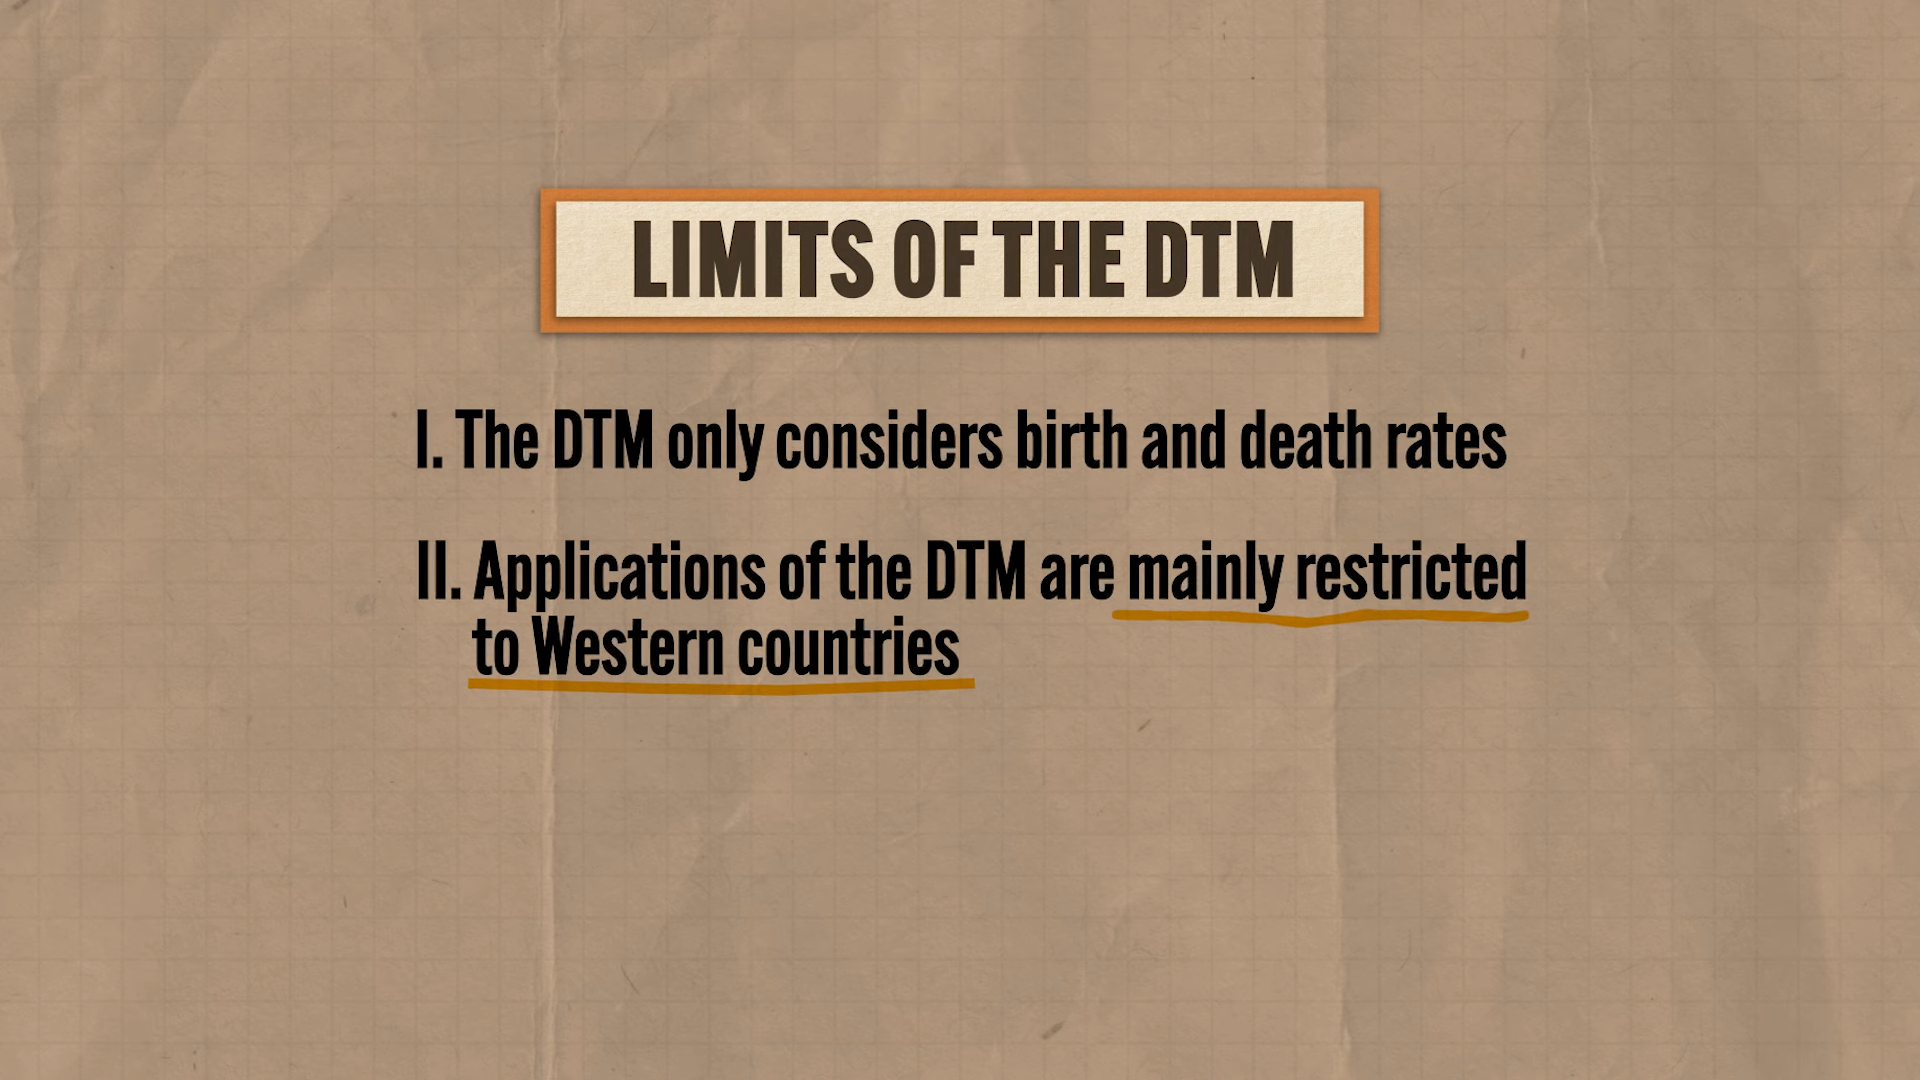 LIMITS OF THE DTM
I. The DTM only considers birth and death rates
II. Applications of the DTM are mainly restricted
to Western countries